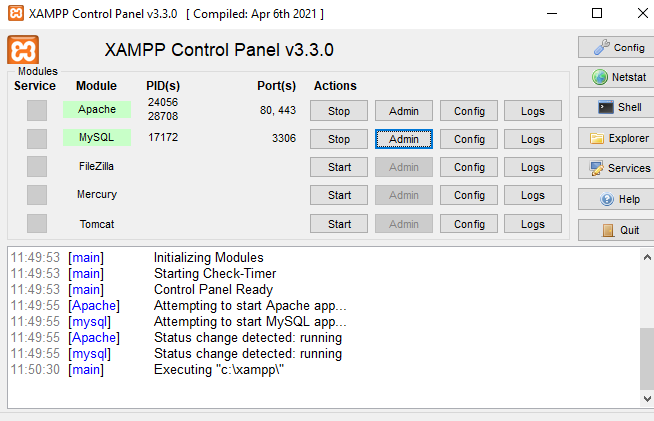 XAMPP Control Panel v3.3.0 [ Compiled: Apr 6th 2021 ]
XAMPP Control Panel v3.3.0
Config
Modules
Service Module PID(s) Port(s) Actions
Netstat
Apache 24056 28708 80, 443 Stop Admin Config Logs
Shell
MySQL 17172 3306 Stop Admin Config Logs
Explorer
FileZilla Start Admin Config Logs
Services
Mercury Start Admin Config Logs
Help
Tomcat Start Admin Config Logs
Quit
11:49:53 [main] Initializing Modules
11:49:53 [main] Starting Check-Timer
11:49:53 [main] Control Panel Ready
11:49:55 [Apache] Attempting to start Apache app...
11:49:55 [mysql] Attempting to start MySQL app...
11:49:55 [Apache] Status change detected: running
11:49:55 [mysql] Status change detected: running
11:50:30 [main] Executing "c:\xampp\"